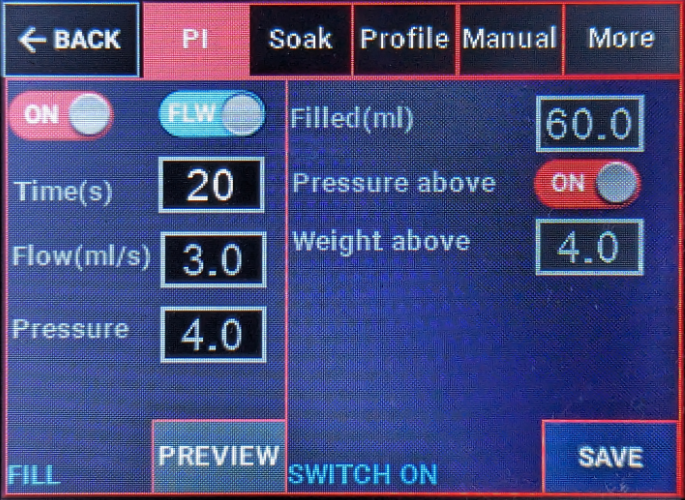 ← BACK PI Soak Profile Manual More
ON FLW
Time(s) 20
Flow(ml/s) 3.0
Pressure 4.0
FILL PREVIEW
Filled(ml) 60.0
Pressure above ON
Weight above 4.0
SWITCH ON SAVE